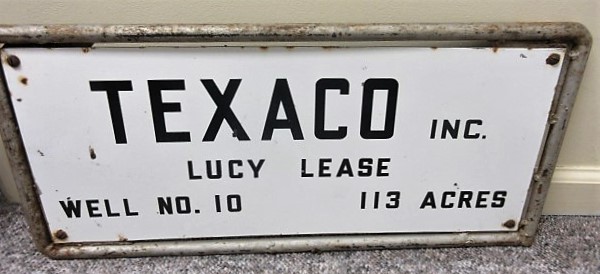 TEXACO INC.
LUCY LEASE
WELL NO. 10 113 ACRES